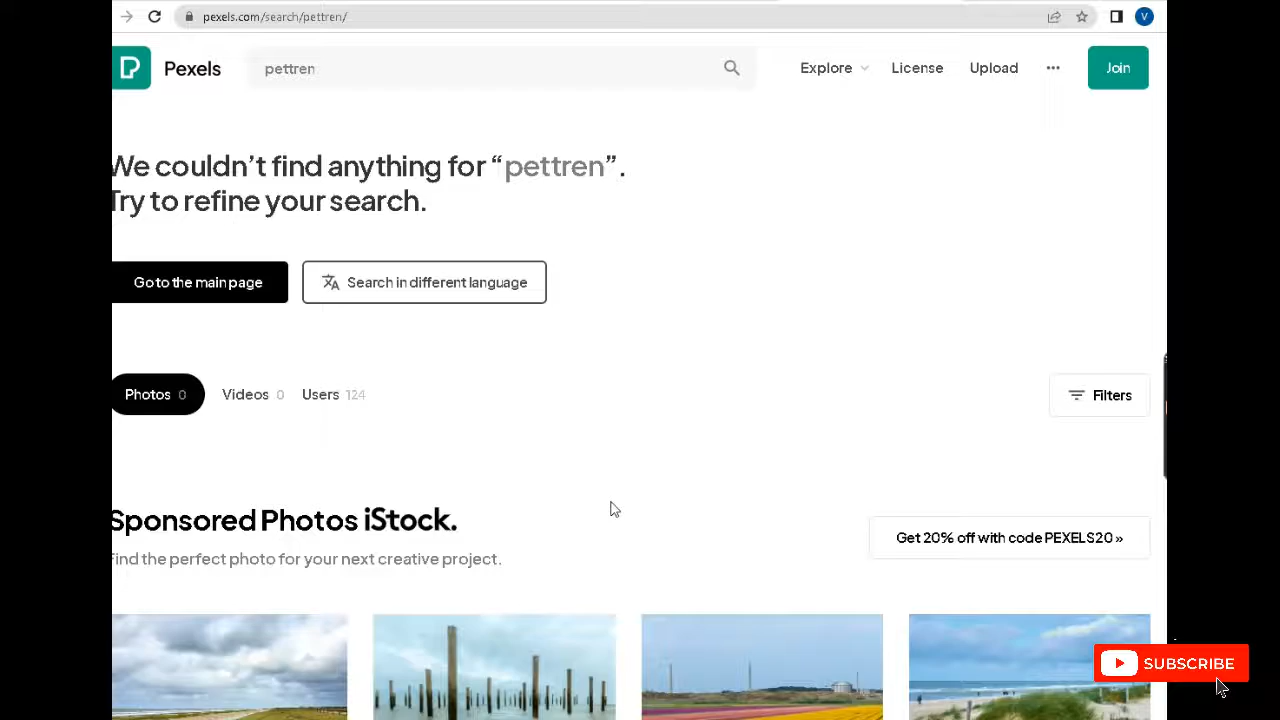 pexels.com/search/pettren/
V
Pexels
pettren
Explore
License
Upload
Join
We couldn't find anything for “pettren”.
Try to refine your search.
Go to the main page
Search in different language
Photos 0
Videos 0
Users 124
Filters
Sponsored Photos iStock.
Get 20% off with code PEXELS20 »
Find the perfect photo for your next creative project.
SUBSCRIBE